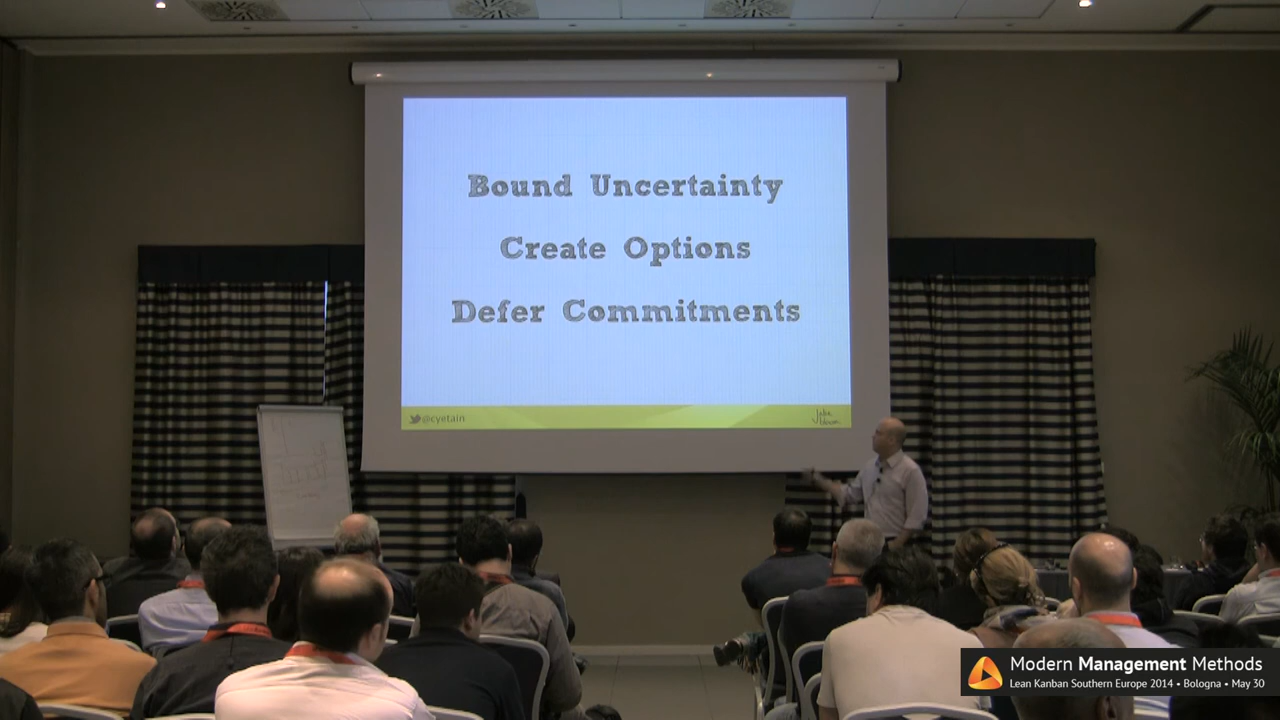 Bound Uncertainty
Create Options
Defer Commitments
@cyetain
Modern Management Methods
Lean Kanban Southern Europe 2014 • Bologna • May 30